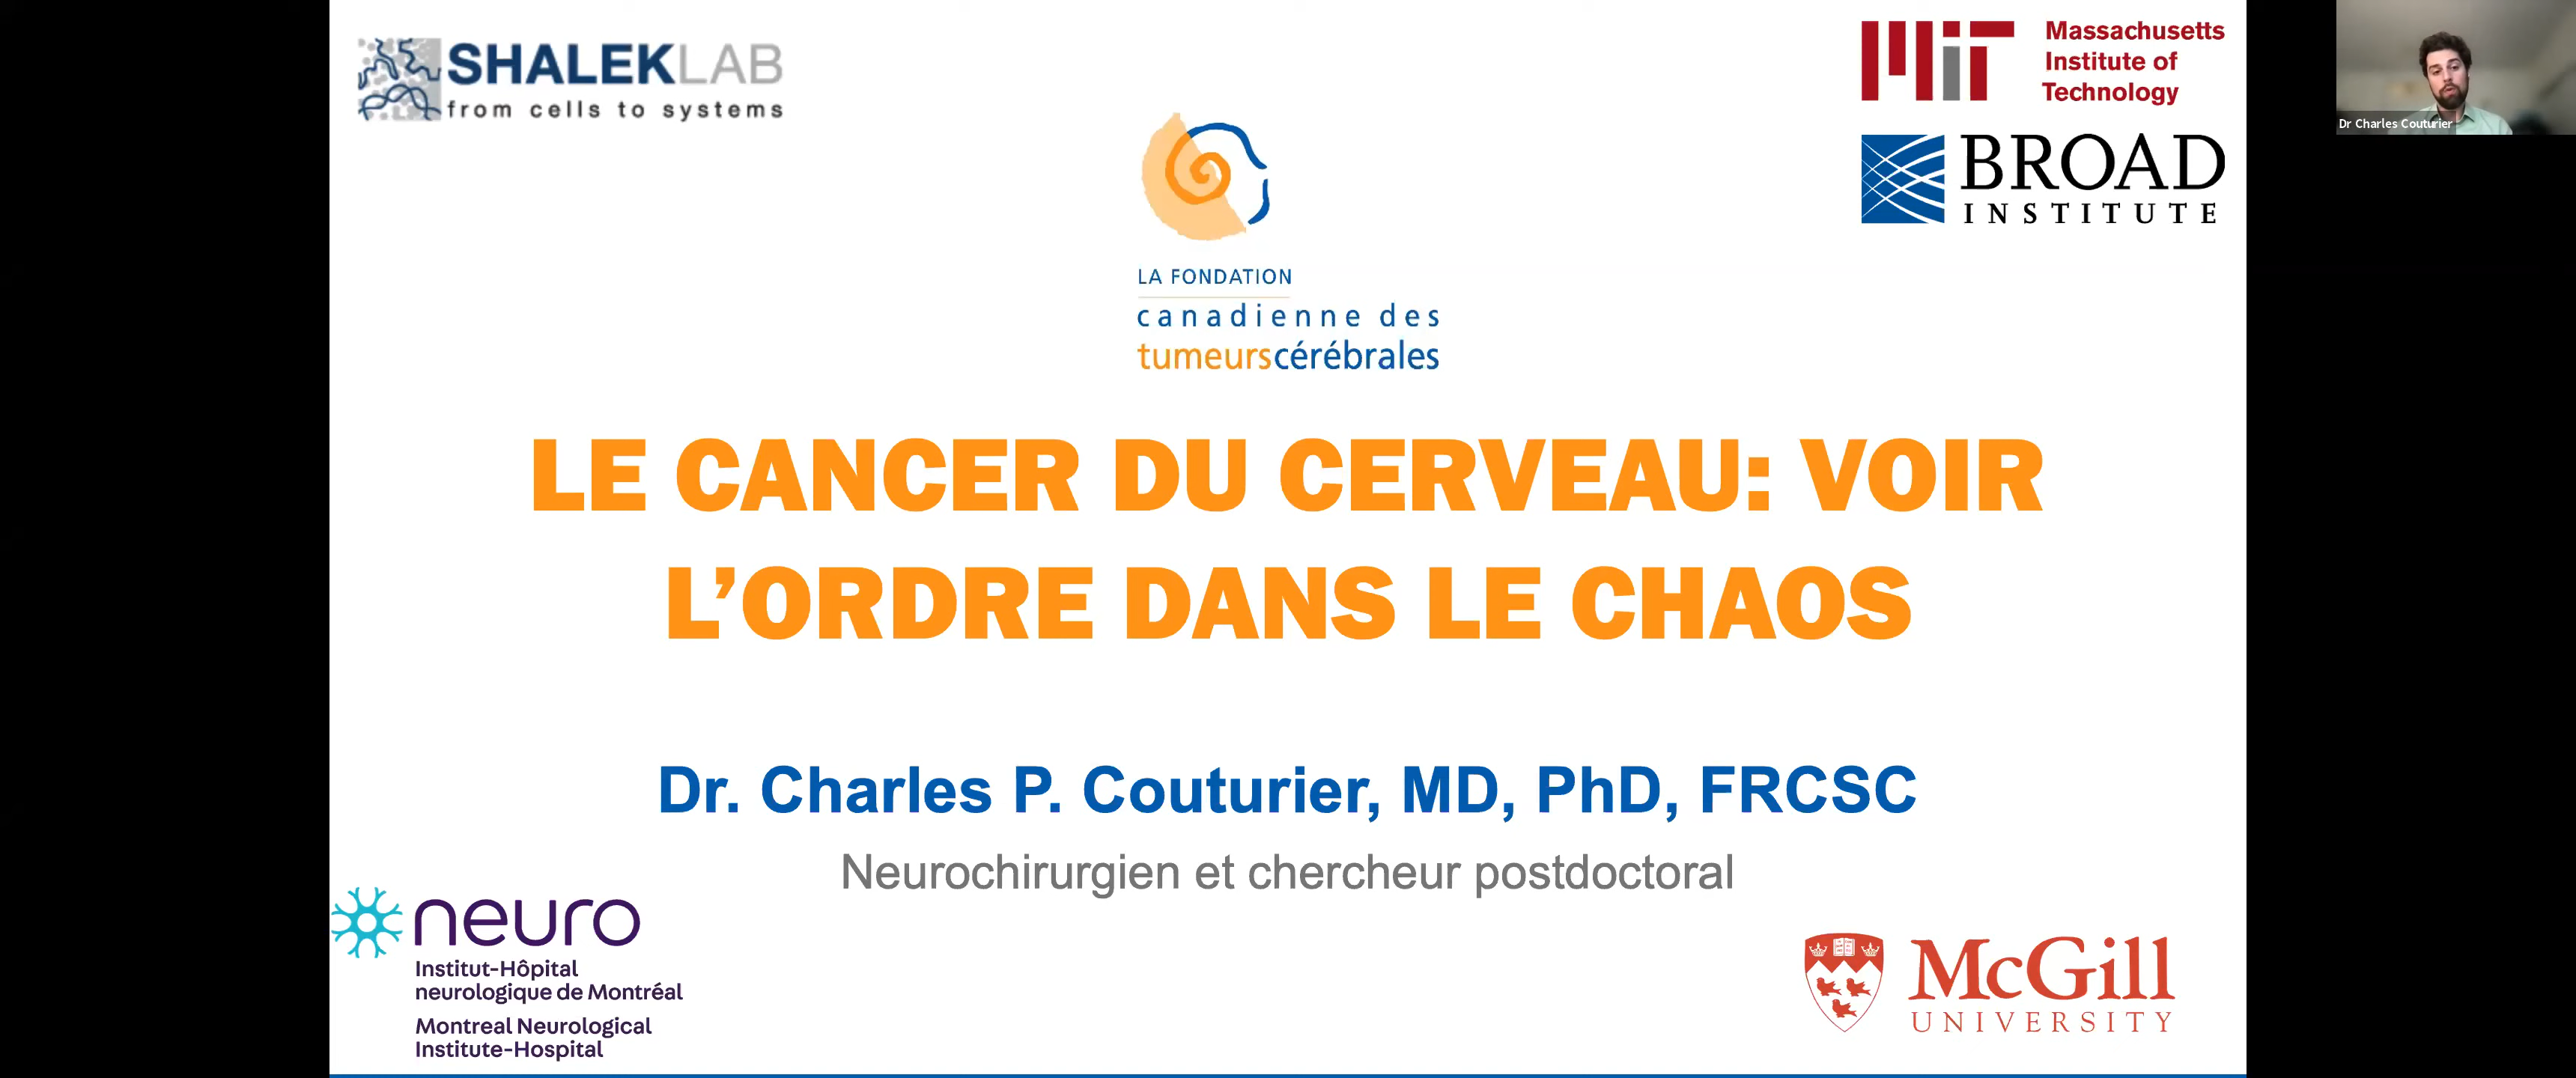 SHALEKLAB
from cells to systems
MIT
Massachusetts
Institute of
Technology
BROAD
INSTITUTE
Dr Charles Couturier
LA FONDATION
canadienne des
tumeurscérébrales
LE CANCER DU CERVEAU: VOIR
L’ORDRE DANS LE CHAOS
Dr. Charles P. Couturier, MD, PhD, FRCSC
Neurochirurgien et chercheur postdoctoral
neuro
Institut-Hôpital
neurologique de Montréal
Montreal Neurological
Institute-Hospital
McGill
UNIVERSITY